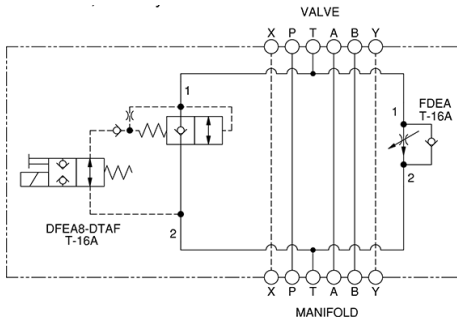 VALVE
X P T A B Y
1
1
FDEA
T-16A
2
2
DFEA8-DTAF
T-16A
X P T A B Y
MANIFOLD